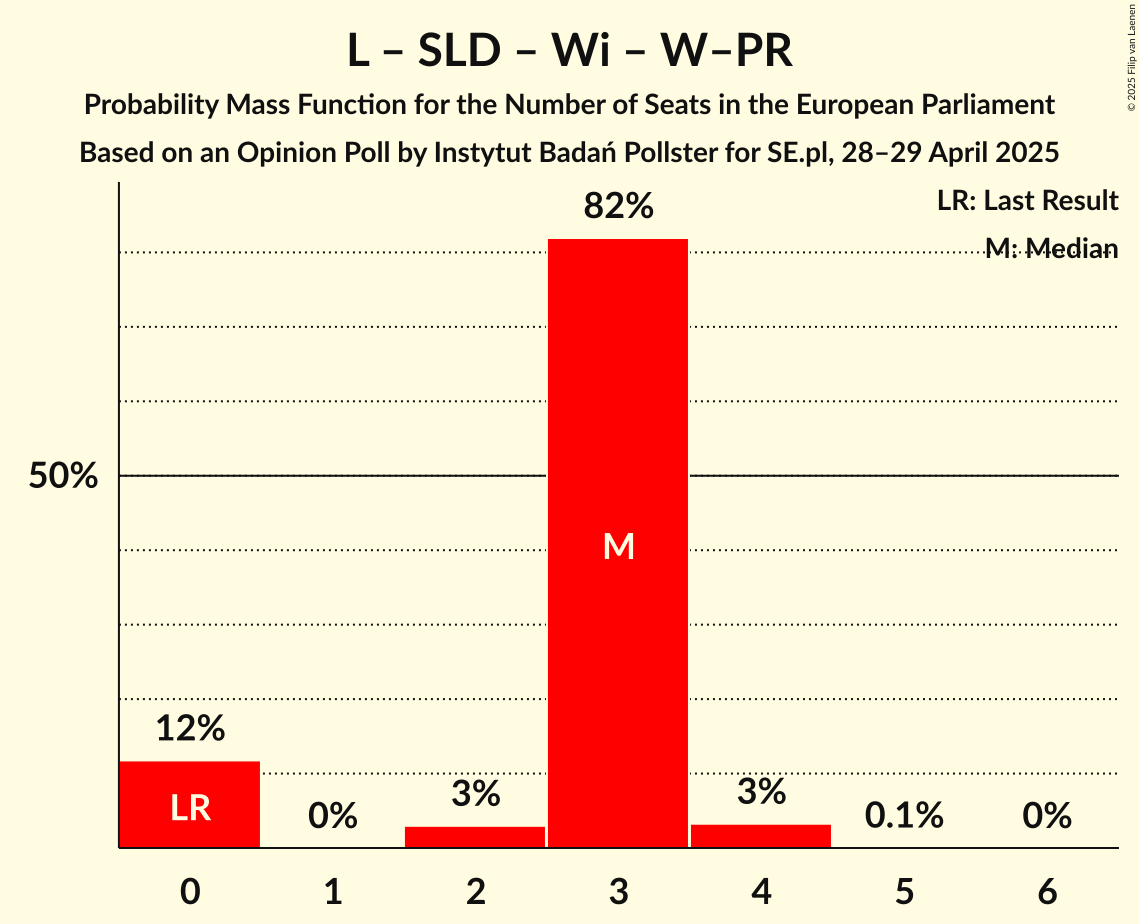 L – SLD – Wi – W–PR
Probability Mass Function for the Number of Seats in the European Parliament
Based on an Opinion Poll by Instytut Badań Pollster for SE.pl, 28–29 April 2025
© 2025 Filip van Laenen
LR: Last Result
M: Median
82%
50%
M
12%
LR
0%
3%
3%
0.1%
0%
0 1 2 3 4 5 6